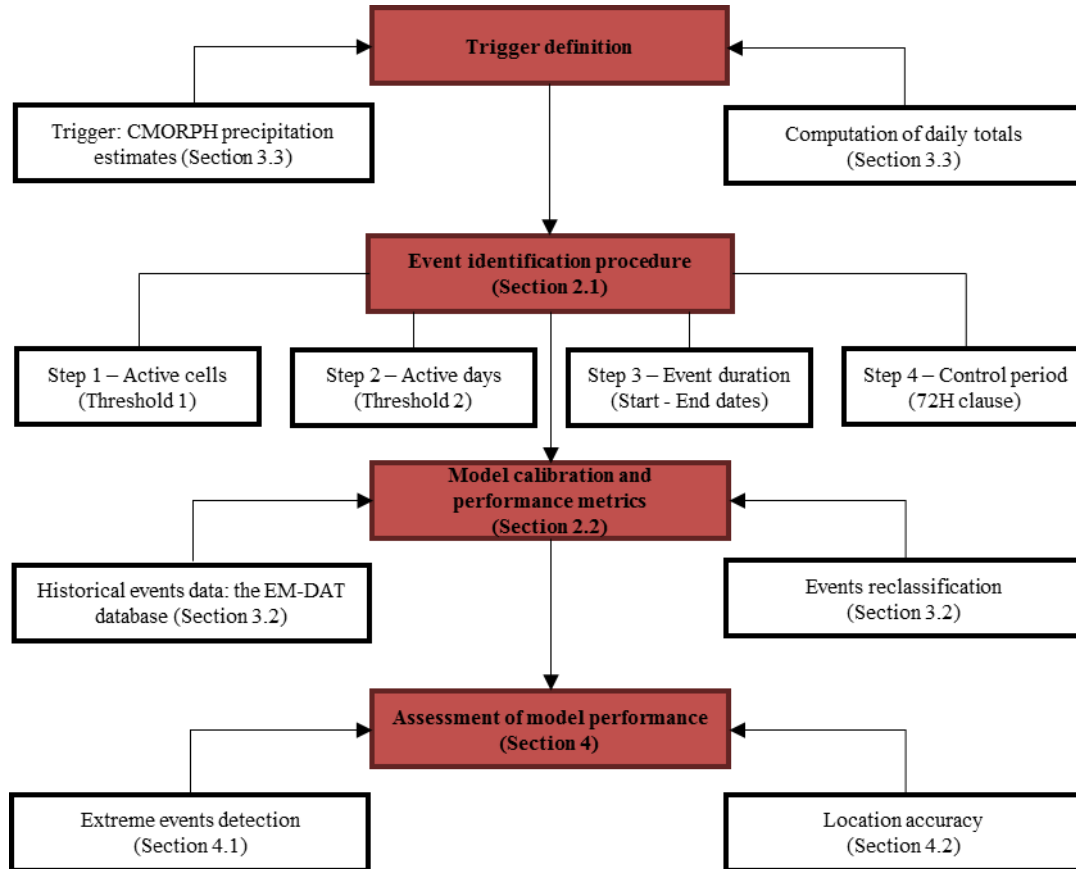 Trigger definition
Trigger: CMORPH precipitation
estimates (Section 3.3)
Computation of daily totals
(Section 3.3)
Event identification procedure
(Section 2.1)
Step 1 – Active cells
(Threshold 1)
Step 2 – Active days
(Threshold 2)
Step 3 – Event duration
(Start - End dates)
Step 4 – Control period
(72H clause)
Model calibration and
performance metrics
(Section 2.2)
Historical events data: the EM-DAT
database (Section 3.2)
Events reclassification
(Section 3.2)
Assessment of model performance
(Section 4)
Extreme events detection
(Section 4.1)
Location accuracy
(Section 4.2)